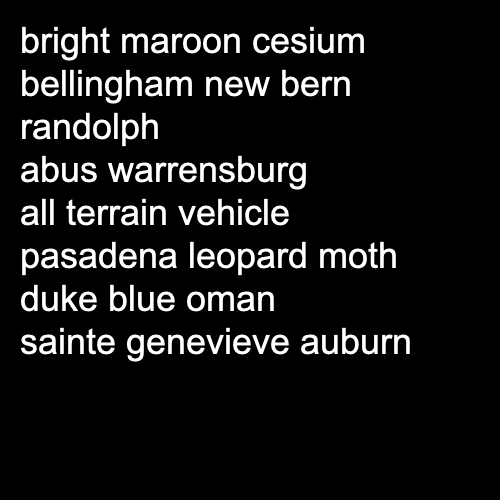 bright maroon cesium
bellingham new bern
randolph
abus warrensburg
all terrain vehicle
pasadena leopard moth
duke blue oman
sainte genevieve auburn